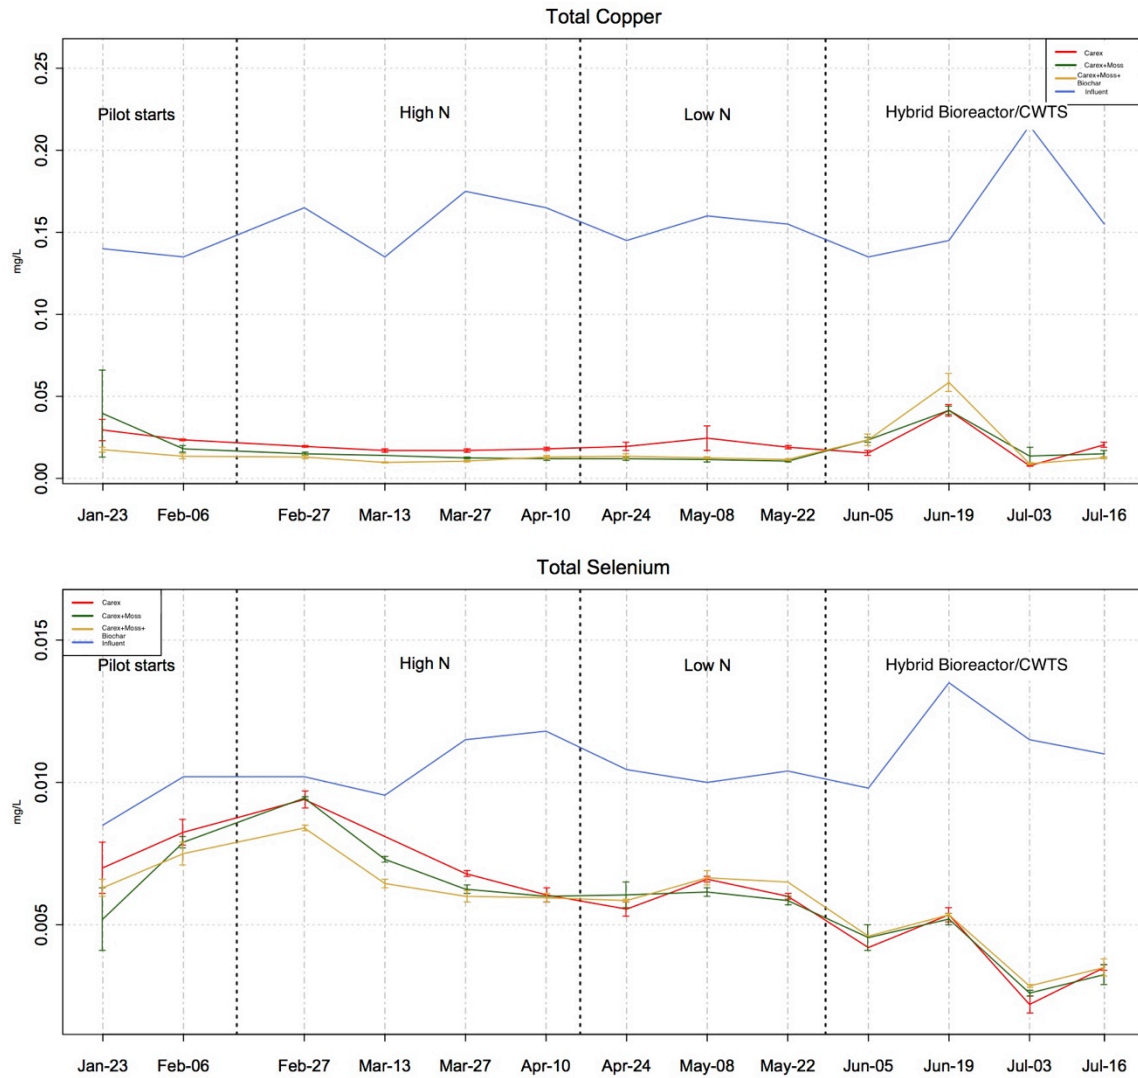 Total Copper
Carex
Carex+Moss
Carex+Moss+
Biochar
Influent
Pilot starts
High N
Low N
Hybrid Bioreactor/CWTS
mg/L
0.25
0.20
0.15
0.10
0.05
0.00
Jan-23 Feb-06 Feb-27 Mar-13 Mar-27 Apr-10 Apr-24 May-08 May-22 Jun-05 Jun-19 Jul-03 Jul-16
Total Selenium
Carex
Carex+Moss
Carex+Moss+
Biochar
Influent
Pilot starts
High N
Low N
Hybrid Bioreactor/CWTS
mg/L
0.015
0.010
0.005
Jan-23 Feb-06 Feb-27 Mar-13 Mar-27 Apr-10 Apr-24 May-08 May-22 Jun-05 Jun-19 Jul-03 Jul-16